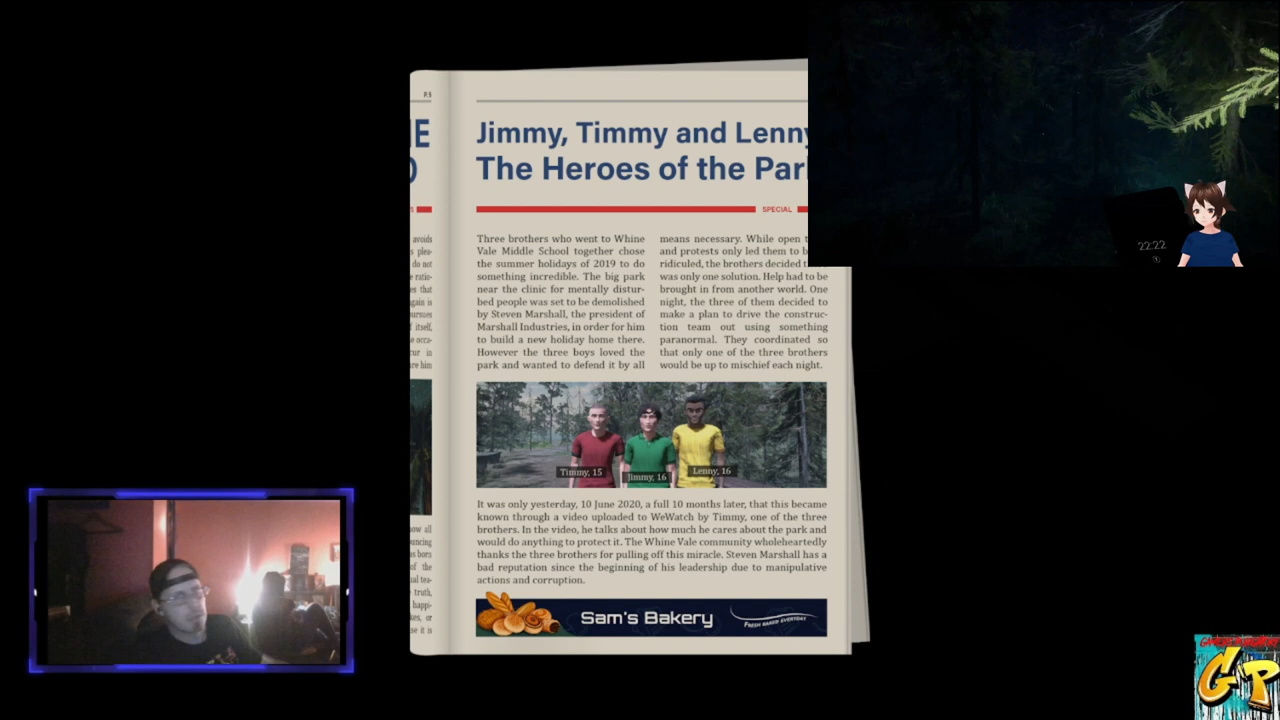 P.5
Jimmy, Timmy and Lenny
The Heroes of the Par
SPECIAL
Three brothers who went to Whine
Vale Middle School together chose
the summer holidays of 2019 to do
something incredible. The big park
near the clinic for mentally distur-
bed people was set to be demolished
by Steven Marshall, the president of
Marshall Industries, in order for him
to build a new holiday home there.
However the three boys loved the
park and wanted to defend it by all
means necessary. While open
and protests only led them to b
ridiculed, the brothers decided t
was only one solution. Help had to be
brought in from another world. One
night, the three of them decided to
make a plan to drive the construc-
tion team out using something
paranormal. They coordinated so
that only one of the three brothers
would be up to mischief each night.
Timmy, 15
Jimmy, 16
Lenny, 16
It was only yesterday, 10 June 2020, a full 10 months later, that this became
known through a video uploaded to WeWatch by Timmy, one of the three
brothers. In the video, he talks about how much he cares about the park and
would do anything to protect it. The Whine Vale community wholeheartedly
thanks the three brothers for pulling off this miracle. Steven Marshall has a
bad reputation since the beginning of his leadership due to manipulative
actions and corruption.
Sam's Bakery
FRESH BAKED EVERYDAY
22:22
GP